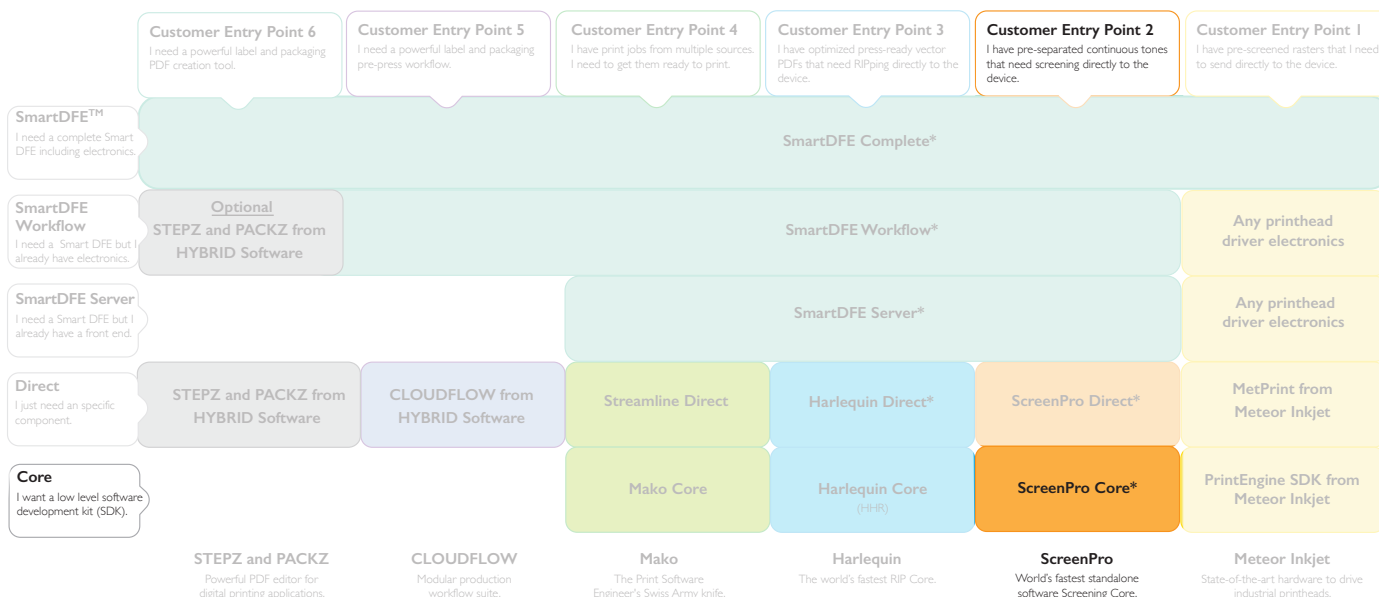 Customer Entry Point 6
I need a powerful label and packaging
PDF creation tool.
Customer Entry Point 5
I need a powerful label and packaging
pre-press workflow.
Customer Entry Point 4
I have print jobs from multiple sources.
I need to get them ready to print.
Customer Entry Point 3
I have optimized press-ready vector
PDFs that need RIPping directly to the
device.
Customer Entry Point 2
I have pre-separated continuous tones
that need screening directly to the
device.
Customer Entry Point 1
I have pre-screened rasters that I need
to send directly to the device.
SmartDFE™
I need a complete Smart
DFE including electronics.
SmartDFE Complete*
SmartDFE
Workflow
I need a Smart DFE but I
already have electronics.
Optional
STEPZ and PACKZ from
HYBRID Software
SmartDFE Workflow*
Any printhead
driver electronics
SmartDFE Server
I need a Smart DFE but I
already have a front end.
SmartDFE Server*
Any printhead
driver electronics
Direct
I just need an specific
component.
STEPZ and PACKZ from
HYBRID Software
CLOUDFLOW from
HYBRID Software
Streamline Direct
Harlequin Direct*
ScreenPro Direct*
MetPrint from
Meteor Inkjet
Core
I want a low level software
development kit (SDK).
Mako Core
Harlequin Core
(HHR)
ScreenPro Core*
PrintEngine SDK from
Meteor Inkjet
STEPZ and PACKZ
Powerful PDF editor for
digital printing applications.
CLOUDFLOW
Modular production
workflow suite.
Mako
The Print Software
Engineer's Swiss Army knife.
Harlequin
The world's fastest RIP Core.
ScreenPro
World's fastest standalone
software Screening Core.
Meteor Inkjet
State-of-the-art hardware to drive
industrial printheads.